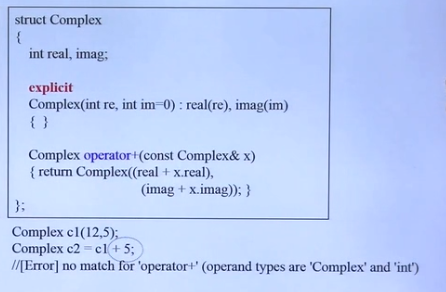 struct Complex
{
int real, imag;
explicit
Complex(int re, int im=0) : real(re), imag(im)
{ }
Complex operator+(const Complex& x)
{ return Complex((real + x.real),
(imag + x.imag)); }
};
Complex c1(12,5);
Complex c2 = c1 + 5;
//[Error] no match for 'operator+' (operand types are 'Complex' and 'int')